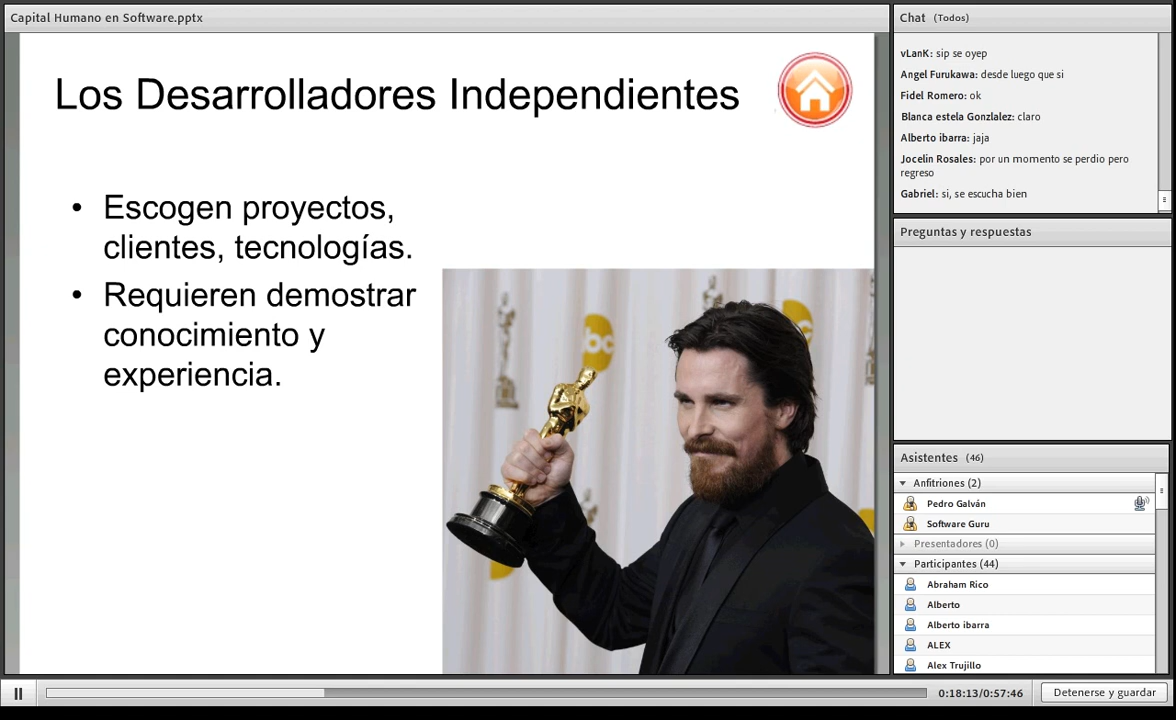 Capital Humano en Software.pptx
Los Desarrolladores Independientes
• Escogen proyectos,
clientes, tecnologías.
• Requieren demostrar
conocimiento y
experiencia.
abc
Chat (Todos)
vLanK: sip se oyep
Angel Furukawa: desde luego que si
Fidel Romero: ok
Blanca estela Gonzlalez: claro
Alberto ibarra: jaja
Jocelín Rosales: por un momento se perdio pero
regreso
Gabriel: si, se escucha bien
Preguntas y respuestas
Asistentes (46)
Anfitriones (2)
Pedro Galván
Software Guru
Presentadores (0)
Participantes (44)
Abraham Rico
Alberto
Alberto ibarra
ALEX
Alex Trujillo
0:18:13/0:57:46
Detenerse y guardar